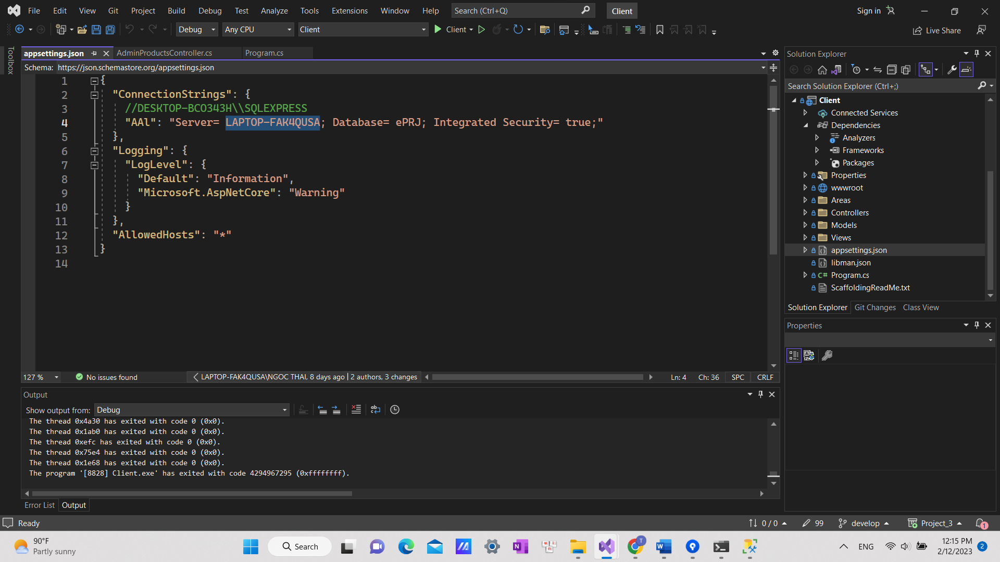 File Edit View Git Project Build Debug Test Analyze Tools Extensions Window Help Search (Ctrl+Q) Client Sign in
Debug Any CPU Client Client Live Share
Toolbox
appsettings.json AdminProductsController.cs Program.cs
Schema: https://json.schemastore.org/appsettings.json
1 {
2 "ConnectionStrings": {
3 //DESKTOP-BCO343H\\SQLEXPRESS
4 "AAl": "Server= LAPTOP-FAK4QUSA; Database= ePRJ; Integrated Security= true;"
5 },
6 "Logging": {
7 "LogLevel": {
8 "Default": "Information",
9 "Microsoft.AspNetCore": "Warning"
10 }
11 },
12 "AllowedHosts": "*"
13 }
14
127 % No issues found LAPTOP-FAK4QUSA\NGOC THAI, 8 days ago | 2 authors, 3 changes Ln: 4 Ch: 36 SPC CRLF
Output
Show output from: Debug
The thread 0x4a30 has exited with code 0 (0x0).
The thread 0x1ab0 has exited with code 0 (0x0).
The thread 0xefc has exited with code 0 (0x0).
The thread 0x75e4 has exited with code 0 (0x0).
The thread 0x1e68 has exited with code 0 (0x0).
The program '[8828] Client.exe' has exited with code 4294967295 (0xffffffff).
Error List Output
Solution Explorer
Search Solution Explorer (Ctrl+;)
Client
Connected Services
Dependencies
Analyzers
Frameworks
Packages
Properties
wwwroot
Areas
Controllers
Models
Views
appsettings.json
libman.json
C# Program.cs
ScaffoldingReadMe.txt
Solution Explorer Git Changes Class View
Properties
Ready 0 / 0 99 develop Project_3 1
90°F
Partly sunny
Search
T
ENG
12:15 PM
2/12/2023
2